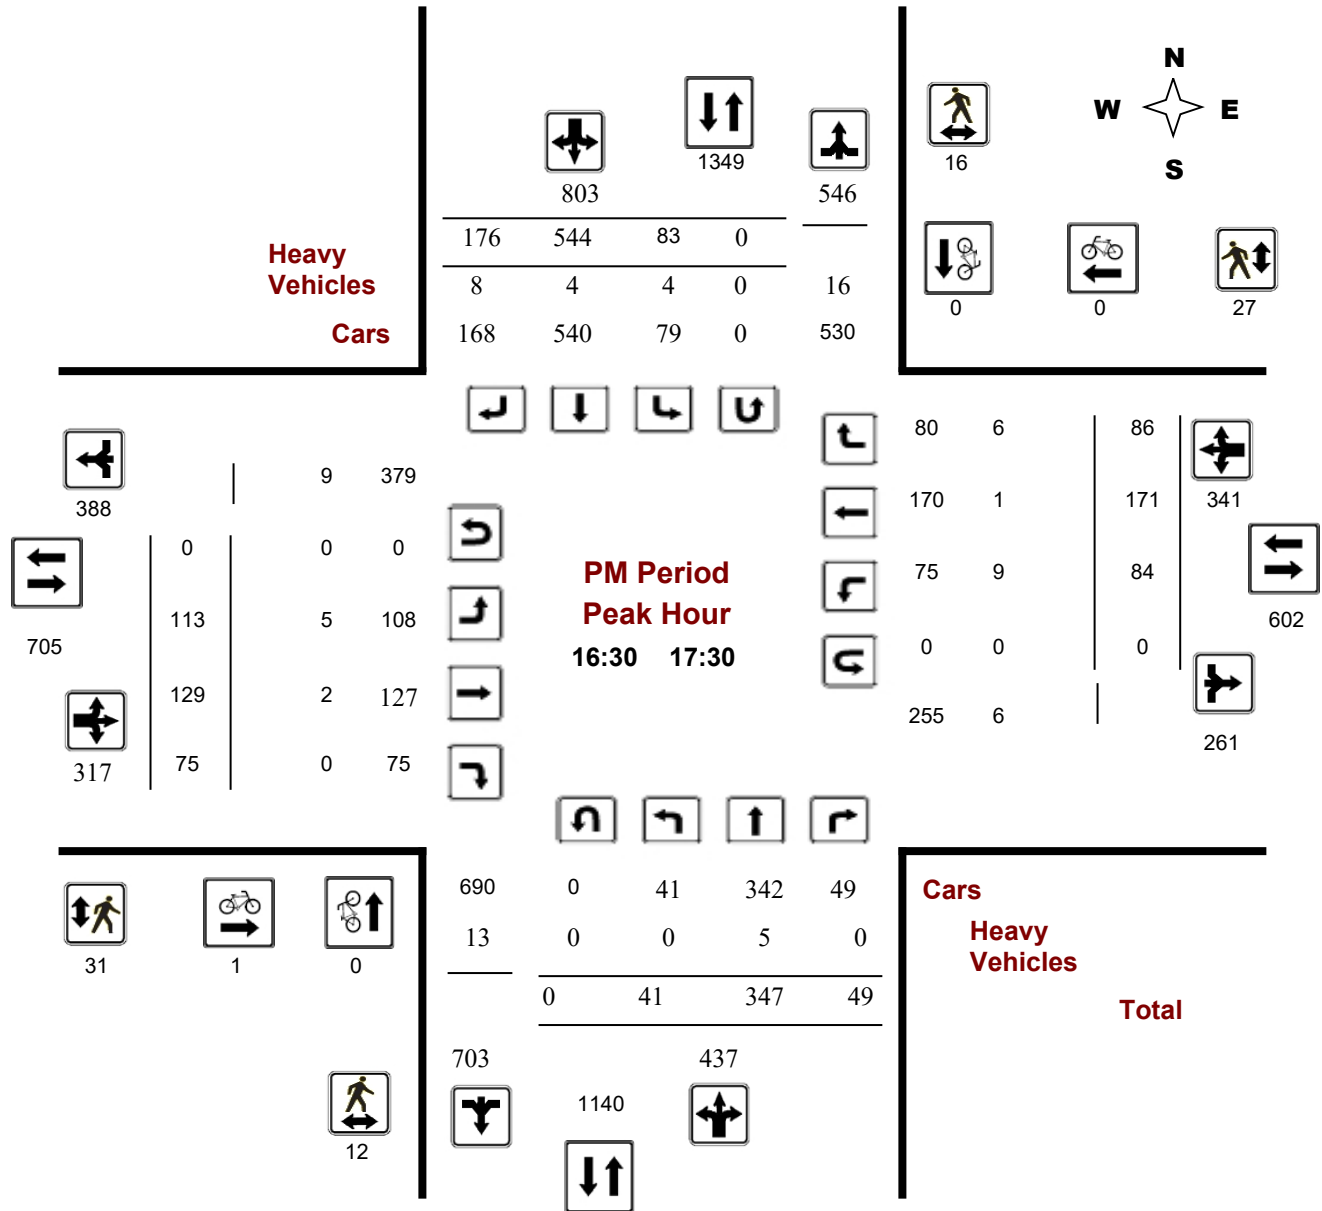 N
W E
S
1349
16
803 546
176 544 83 0
Heavy
Vehicles 8 4 4 0 16
Cars 168 540 79 0 530
0 0 27
80 6 86
9 379
388 170 1 171 341
0 0 0
PM Period
75 9 84
Peak Hour
113 5 108 602
705 16:30 17:30 0 0 0
129 2 127
255 6
261
317 75 0 75
690 0 41 342 49 Cars
13 0 0 5 0 Heavy
Vehicles
31 1 0
0 41 347 49 Total
703 437
1140
12